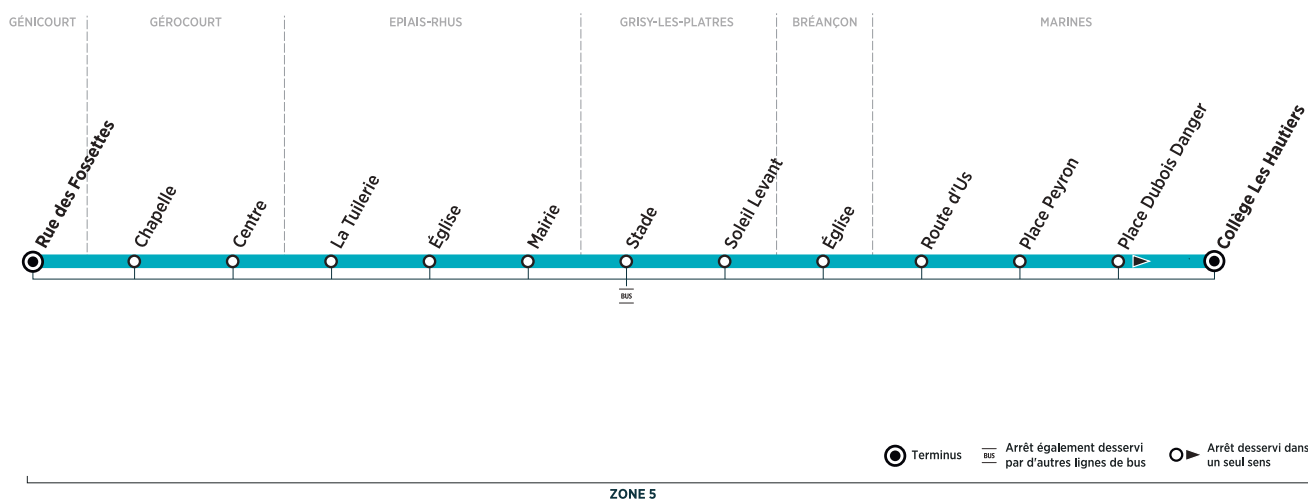 GÉNICOURT
GÉROCOURT
EPIAIS-RHUS
GRISY-LES-PLATRES
BRÉANÇON
MARINES
Rue des Fossettes
Chapelle
Centre
La Tuilerie
Église
Mairie
Stade
Soleil Levant
Église
Route d'Us
Place Peyron
Place Dubois Danger
Collège Les Hautiers
BUS
Terminus
BUS
Arrêt également desservi
par d'autres lignes de bus
Arrêt desservi dans
un seul sens
ZONE 5